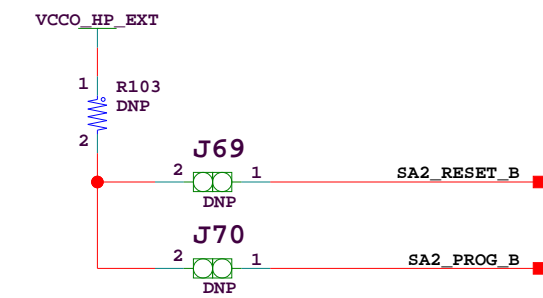 VCCO_HP_EXT
1
R103
DNP
2
J69
2
1
SA2_RESET_B
DNP
J70
2
1
SA2_PROG_B
DNP